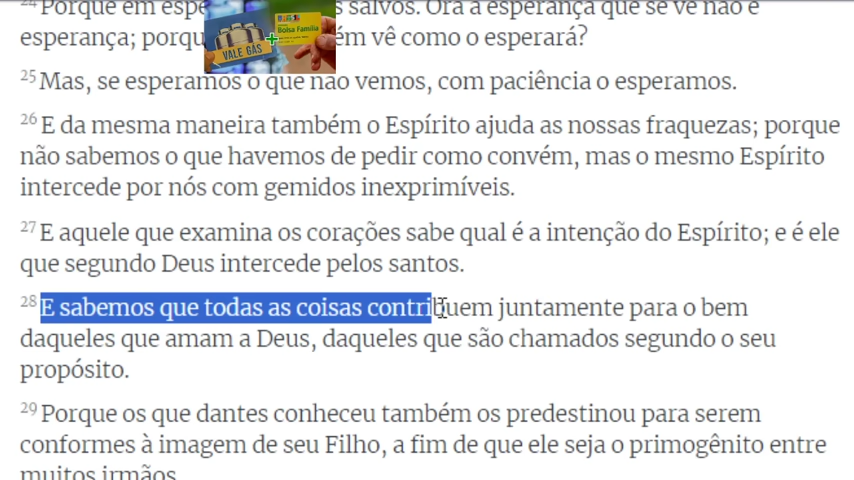 24 Porque em esperança somos salvos. Ora a esperança que se vê não é
VALE GÁS
Bolsa Família
esperança; porque ém vê como o esperará?
25 Mas, se esperamos o que não vemos, com paciência o esperamos.
26 E da mesma maneira também o Espírito ajuda as nossas fraquezas; porque
não sabemos o que havemos de pedir como convém, mas o mesmo Espírito
intercede por nós com gemidos inexprimíveis.
27 E aquele que examina os corações sabe qual é a intenção do Espírito; e é ele
que segundo Deus intercede pelos santos.
28 E sabemos que todas as coisas contribuem juntamente para o bem
daqueles que amam a Deus, daqueles que são chamados segundo o seu
propósito.
29 Porque os que dantes conheceu também os predestinou para serem
conformes à imagem de seu Filho, a fim de que ele seja o primogênito entre
muitos irmãos